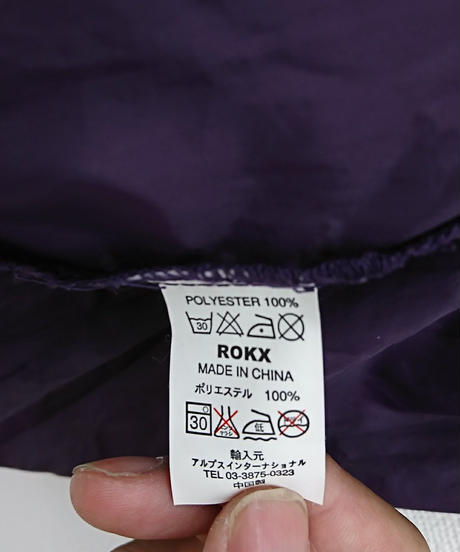 POLYESTER 100%
30
ROKX
MADE IN CHINA
ポリエステル 100%
30 低
輸入元
アルプスインターナショナル
TEL 03-3875-0323
中国製